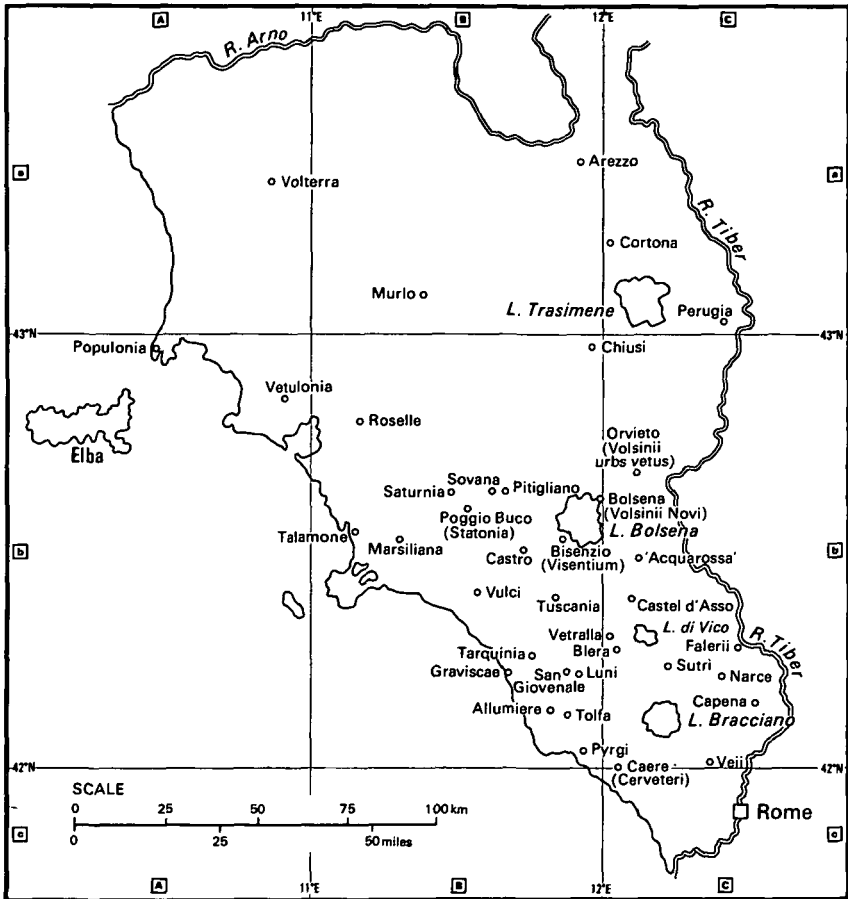 A
11°E
B
12°E
C
R. Arno
a
a
Arezzo
Volterra
R. Tiber
Cortona
Murlo
L. Trasimene
Perugia
43°N
43°N
Populonia
Chiusi
Vetulonia
Roselle
Elba
Orvieto
(Volsinii
urbs vetus)
Sovana
Saturnia
Pitigliano
Bolsena
(Volsinii Novi)
Poggio Buco
(Statonia)
L. Bolsena
Talamone
Marsiliana
b
b
Castro
Bisenzio
(Visentium)
'Acquarossa'
Vulci
Tuscania
Castel d'Asso
L. di Vico
Vetralla
R. Tiber
Blera
Falerii
Tarquinia
Sutri
Graviscae
San
Giovenale
Luni
Narce
Allumiere
Tolfa
Capena
L. Bracciano
Pyrgi
42°N
42°N
Caere
(Cerveteri)
Veii
SCALE
0 25 50 75 100 km
0 25 50 miles
Rome
c
c
A
11°E
B
12°E
C